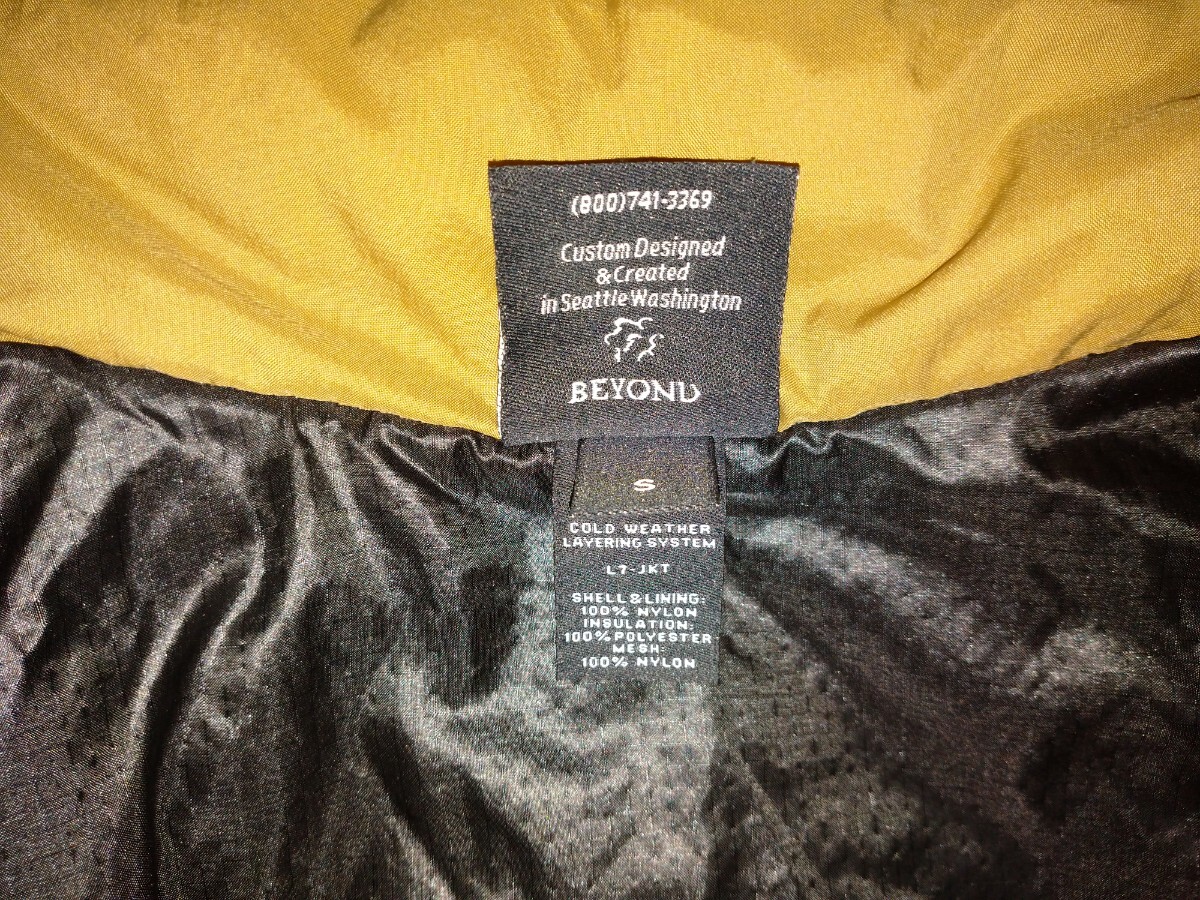 (800)741-3369
Custom Designed
& Created
in Seattle Washington
BEYOND
S
COLD WEATHER
LAYERING SYSTEM
L7-JKT
SHELL & LINING:
100% NYLON
INSULATION:
100% POLYESTER
MESH:
100% NYLON